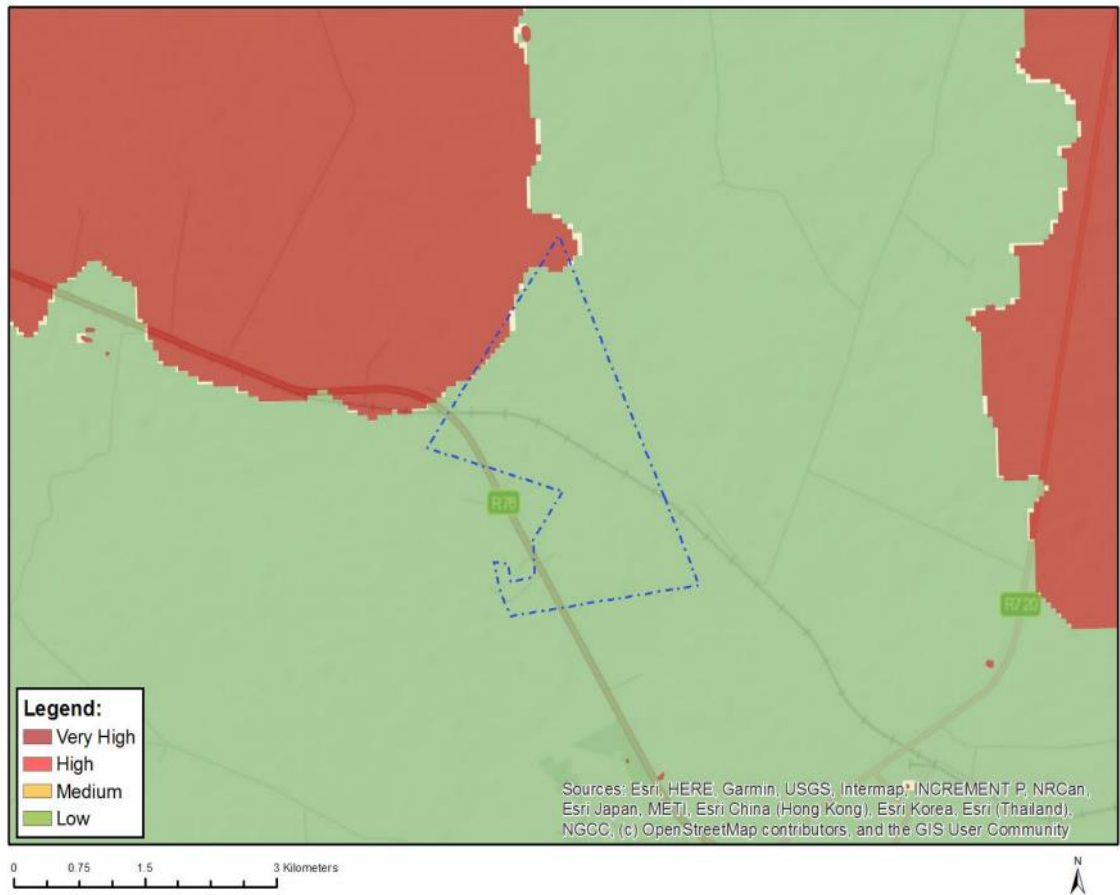 R76
R720
Legend:
Very High
High
Medium
Low
Sources: Esri, HERE, Garmin, USGS, Intermap, INCREMENT P, NRCan,
Esri Japan, METI, Esri China (Hong Kong), Esri Korea, Esri (Thailand),
NGCC, (c) OpenStreetMap contributors, and the GIS User Community
0 0.75 1.5 3 Kilometers
N